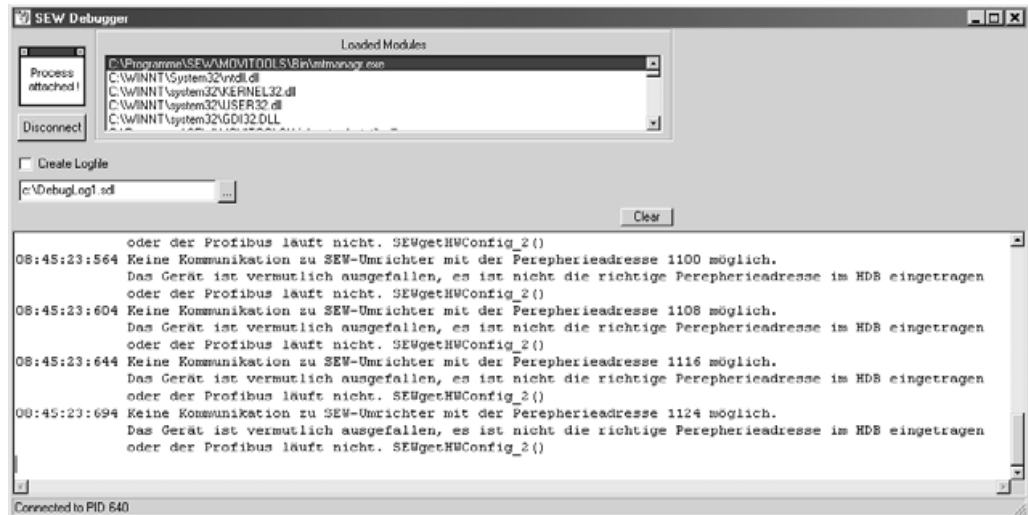 SEW Debugger
Process
attached !
Disconnect
Loaded Modules
C:\Programme\SEW\MOVITOOLS\Bin\mtmanagr.exe
C:\WINNT\System32\ntdll.dll
C:\WINNT\system32\KERNEL32.dll
C:\WINNT\system32\USER32.dll
C:\WINNT\system32\GDI32.DLL
Create Logfile
c:\DebugLog1.sdl
...
Clear
oder der Profibus läuft nicht. SEWgetHWConfig_2()
08:45:23:564 Keine Kommunikation zu SEW-Umrichter mit der Perepherieadresse 1100 möglich.
Das Gerät ist vermutlich ausgefallen, es ist nicht die richtige Perepherieadresse im HDB eingetragen
oder der Profibus läuft nicht. SEWgetHWConfig_2()
08:45:23:604 Keine Kommunikation zu SEW-Umrichter mit der Perepherieadresse 1108 möglich.
Das Gerät ist vermutlich ausgefallen, es ist nicht die richtige Perepherieadresse im HDB eingetragen
oder der Profibus läuft nicht. SEWgetHWConfig_2()
08:45:23:644 Keine Kommunikation zu SEW-Umrichter mit der Perepherieadresse 1116 möglich.
Das Gerät ist vermutlich ausgefallen, es ist nicht die richtige Perepherieadresse im HDB eingetragen
oder der Profibus läuft nicht. SEWgetHWConfig_2()
08:45:23:694 Keine Kommunikation zu SEW-Umrichter mit der Perepherieadresse 1124 möglich.
Das Gerät ist vermutlich ausgefallen, es ist nicht die richtige Perepherieadresse im HDB eingetragen
oder der Profibus läuft nicht. SEWgetHWConfig_2()
Connected to PID 640